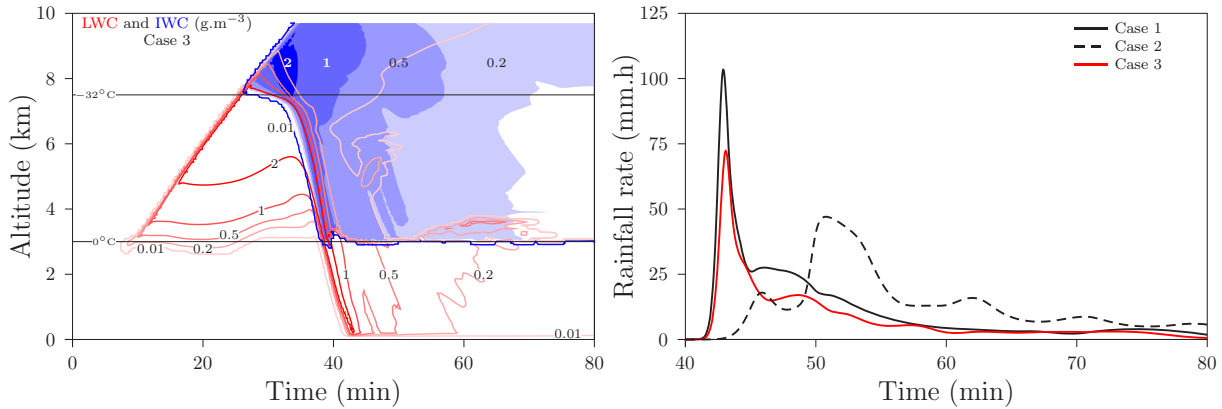 LWC and IWC (g.m−3)
Case 3
10
8
6
4
2
0
Altitude (km)
−32°C
0°C
2
1
0.5
0.2
0.01
2
1
0.5
0.2
0.01
1
0.5
0.2
0.01
0 20 40 60 80
Time (min)
125
100
75
50
25
0
Rainfall rate (mm.h)
Case 1
Case 2
Case 3
40 50 60 70 80
Time (min)